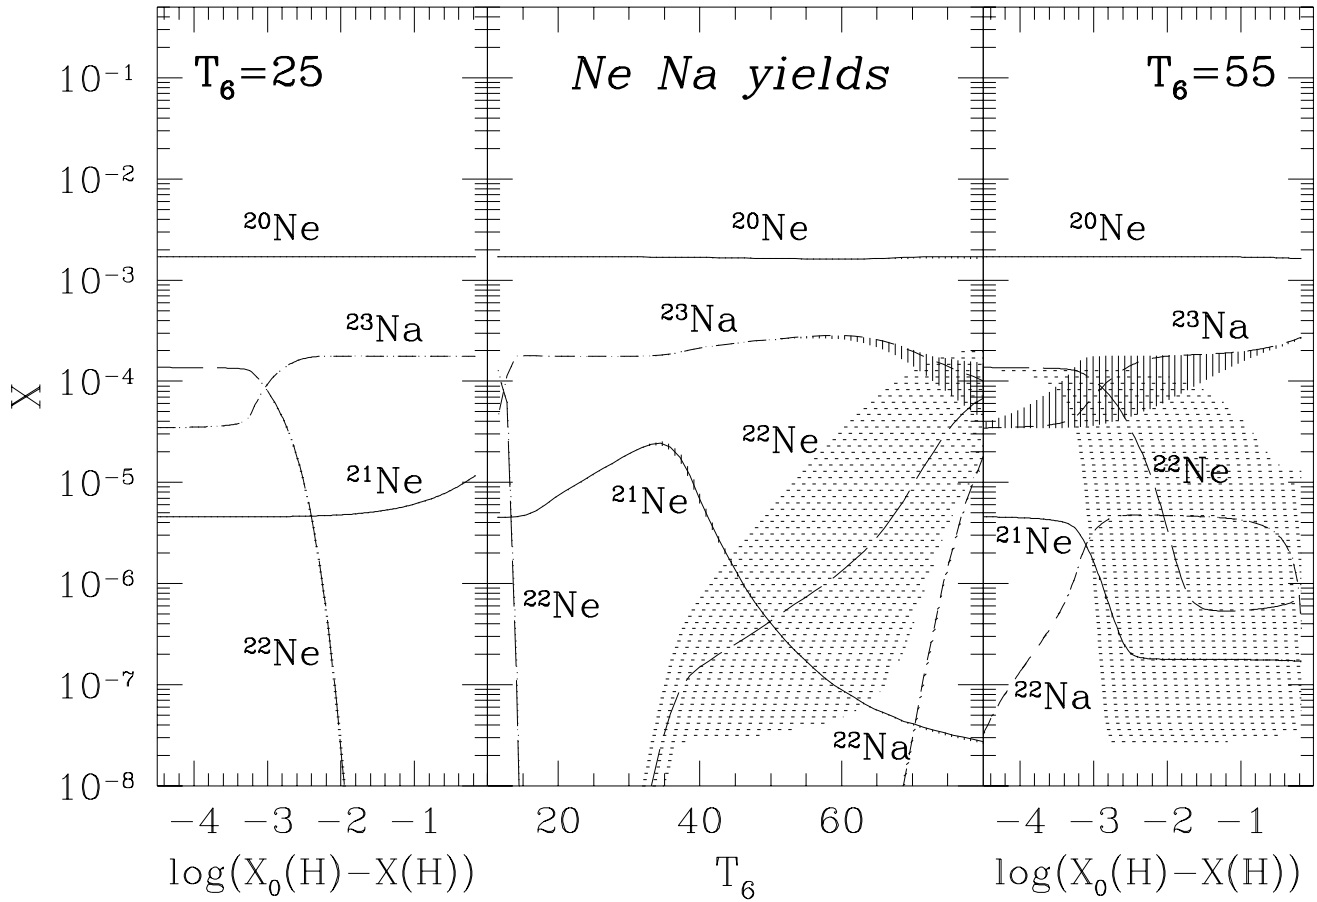 T₆=25
Ne Na yields
T₆=55
10⁻¹
10⁻²
10⁻³
10⁻⁴
10⁻⁵
10⁻⁶
10⁻⁷
10⁻⁸
X
²⁰Ne
²³Na
²¹Ne
²²Ne
²⁰Ne
²³Na
²²Ne
²¹Ne
²²Ne
²²Na
²⁰Ne
²³Na
²²Ne
²¹Ne
²²Na
−4 −3 −2 −1
20 40 60
−4 −3 −2 −1
log(X₀(H)−X(H))
T₆
log(X₀(H)−X(H))